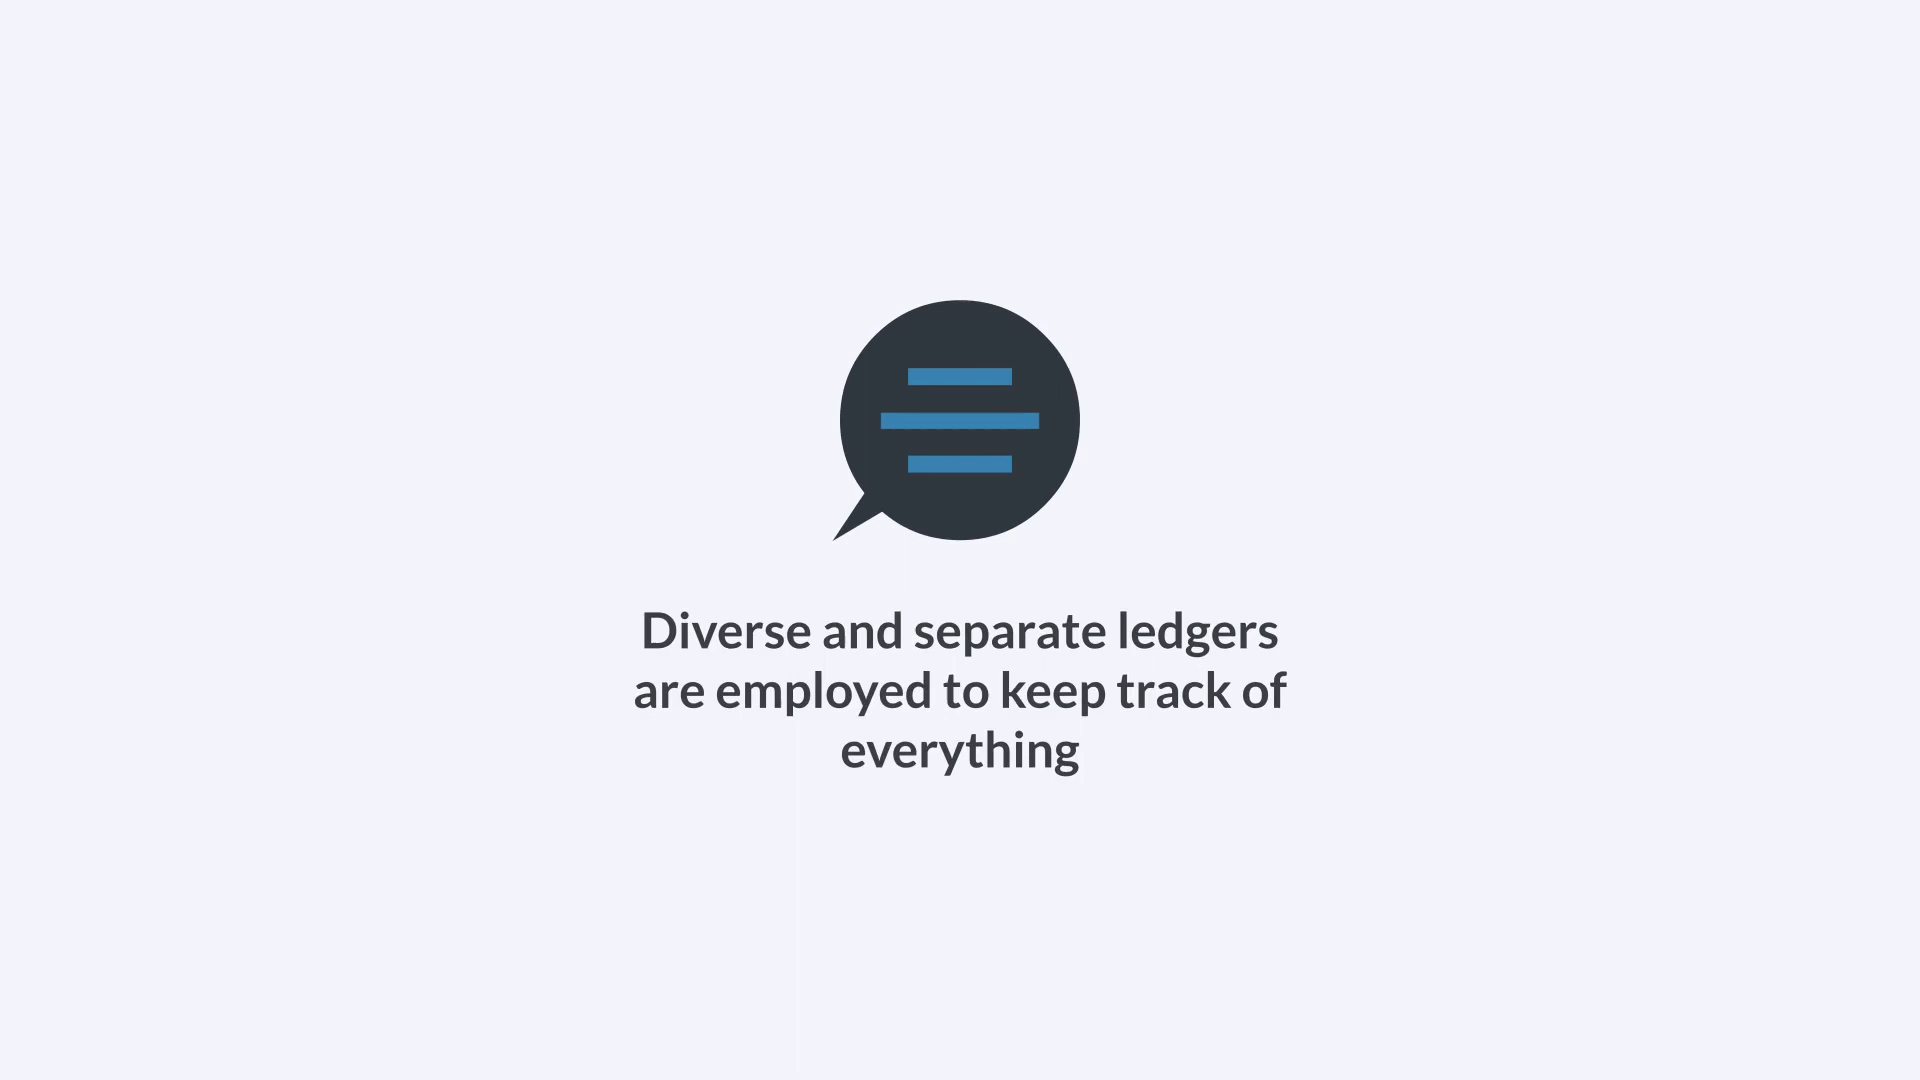 Diverse and separate ledgers
are employed to keep track of
everything